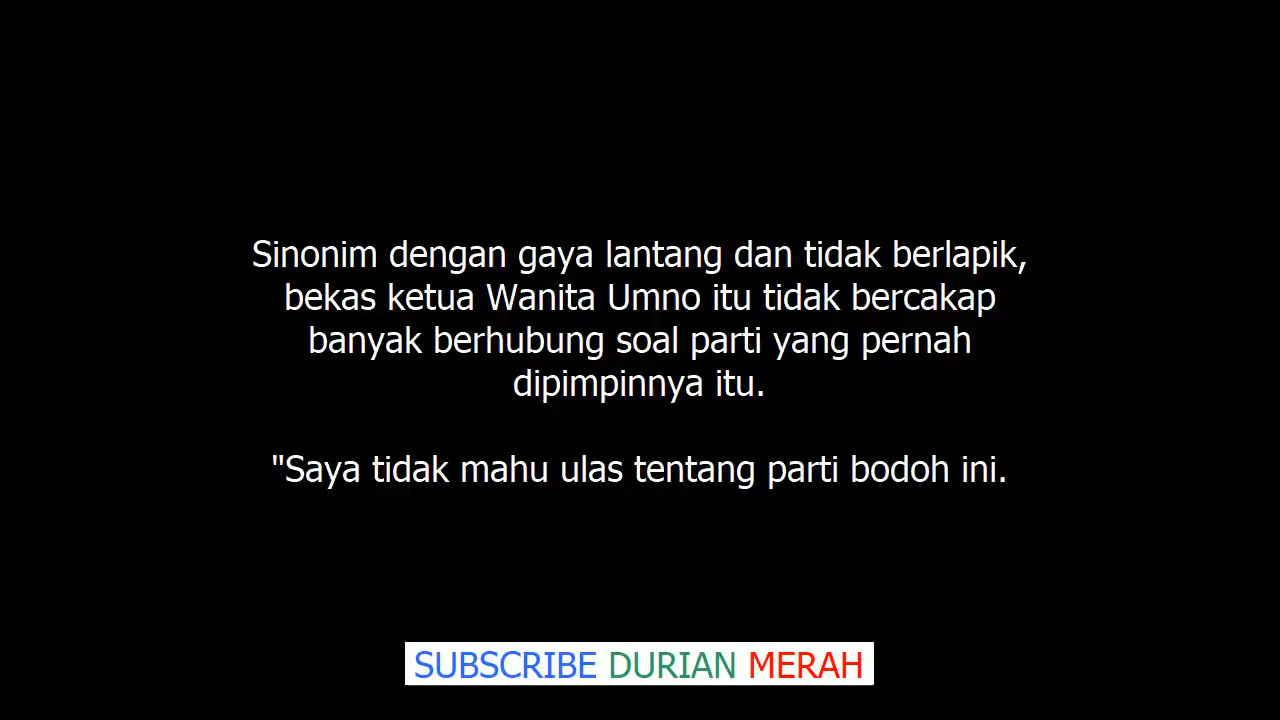 Sinonim dengan gaya lantang dan tidak berlapik,
bekas ketua Wanita Umno itu tidak bercakap
banyak berhubung soal parti yang pernah
dipimpinnya itu.
"Saya tidak mahu ulas tentang parti bodoh ini.
SUBSCRIBE DURIAN MERAH